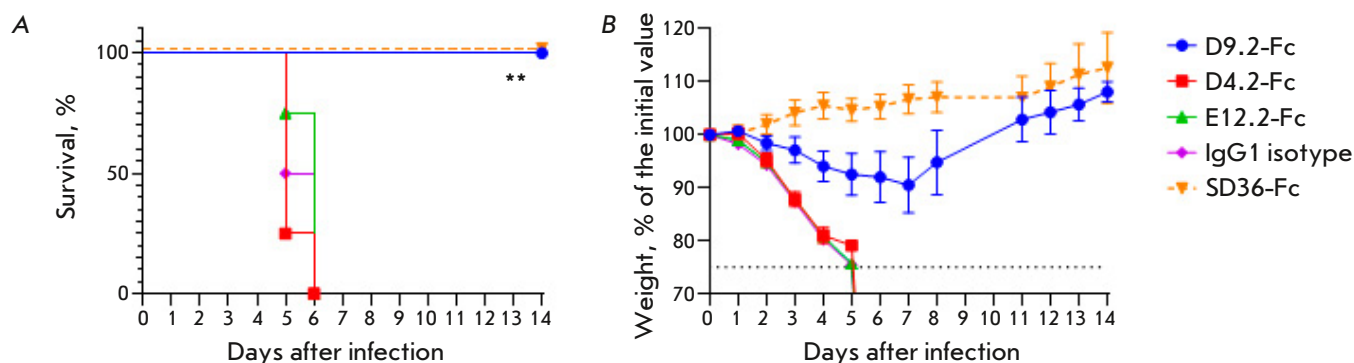 A
Survival, %
100
50
0
0 1 2 3 4 5 6 7 8 9 10 11 12 13 14
Days after infection
**
B
Weight, % of the initial value
120
110
100
90
80
70
0 1 2 3 4 5 6 7 8 9 10 11 12 13 14
Days after infection
D9.2-Fc
D4.2-Fc
E12.2-Fc
IgG1 isotype
SD36-Fc